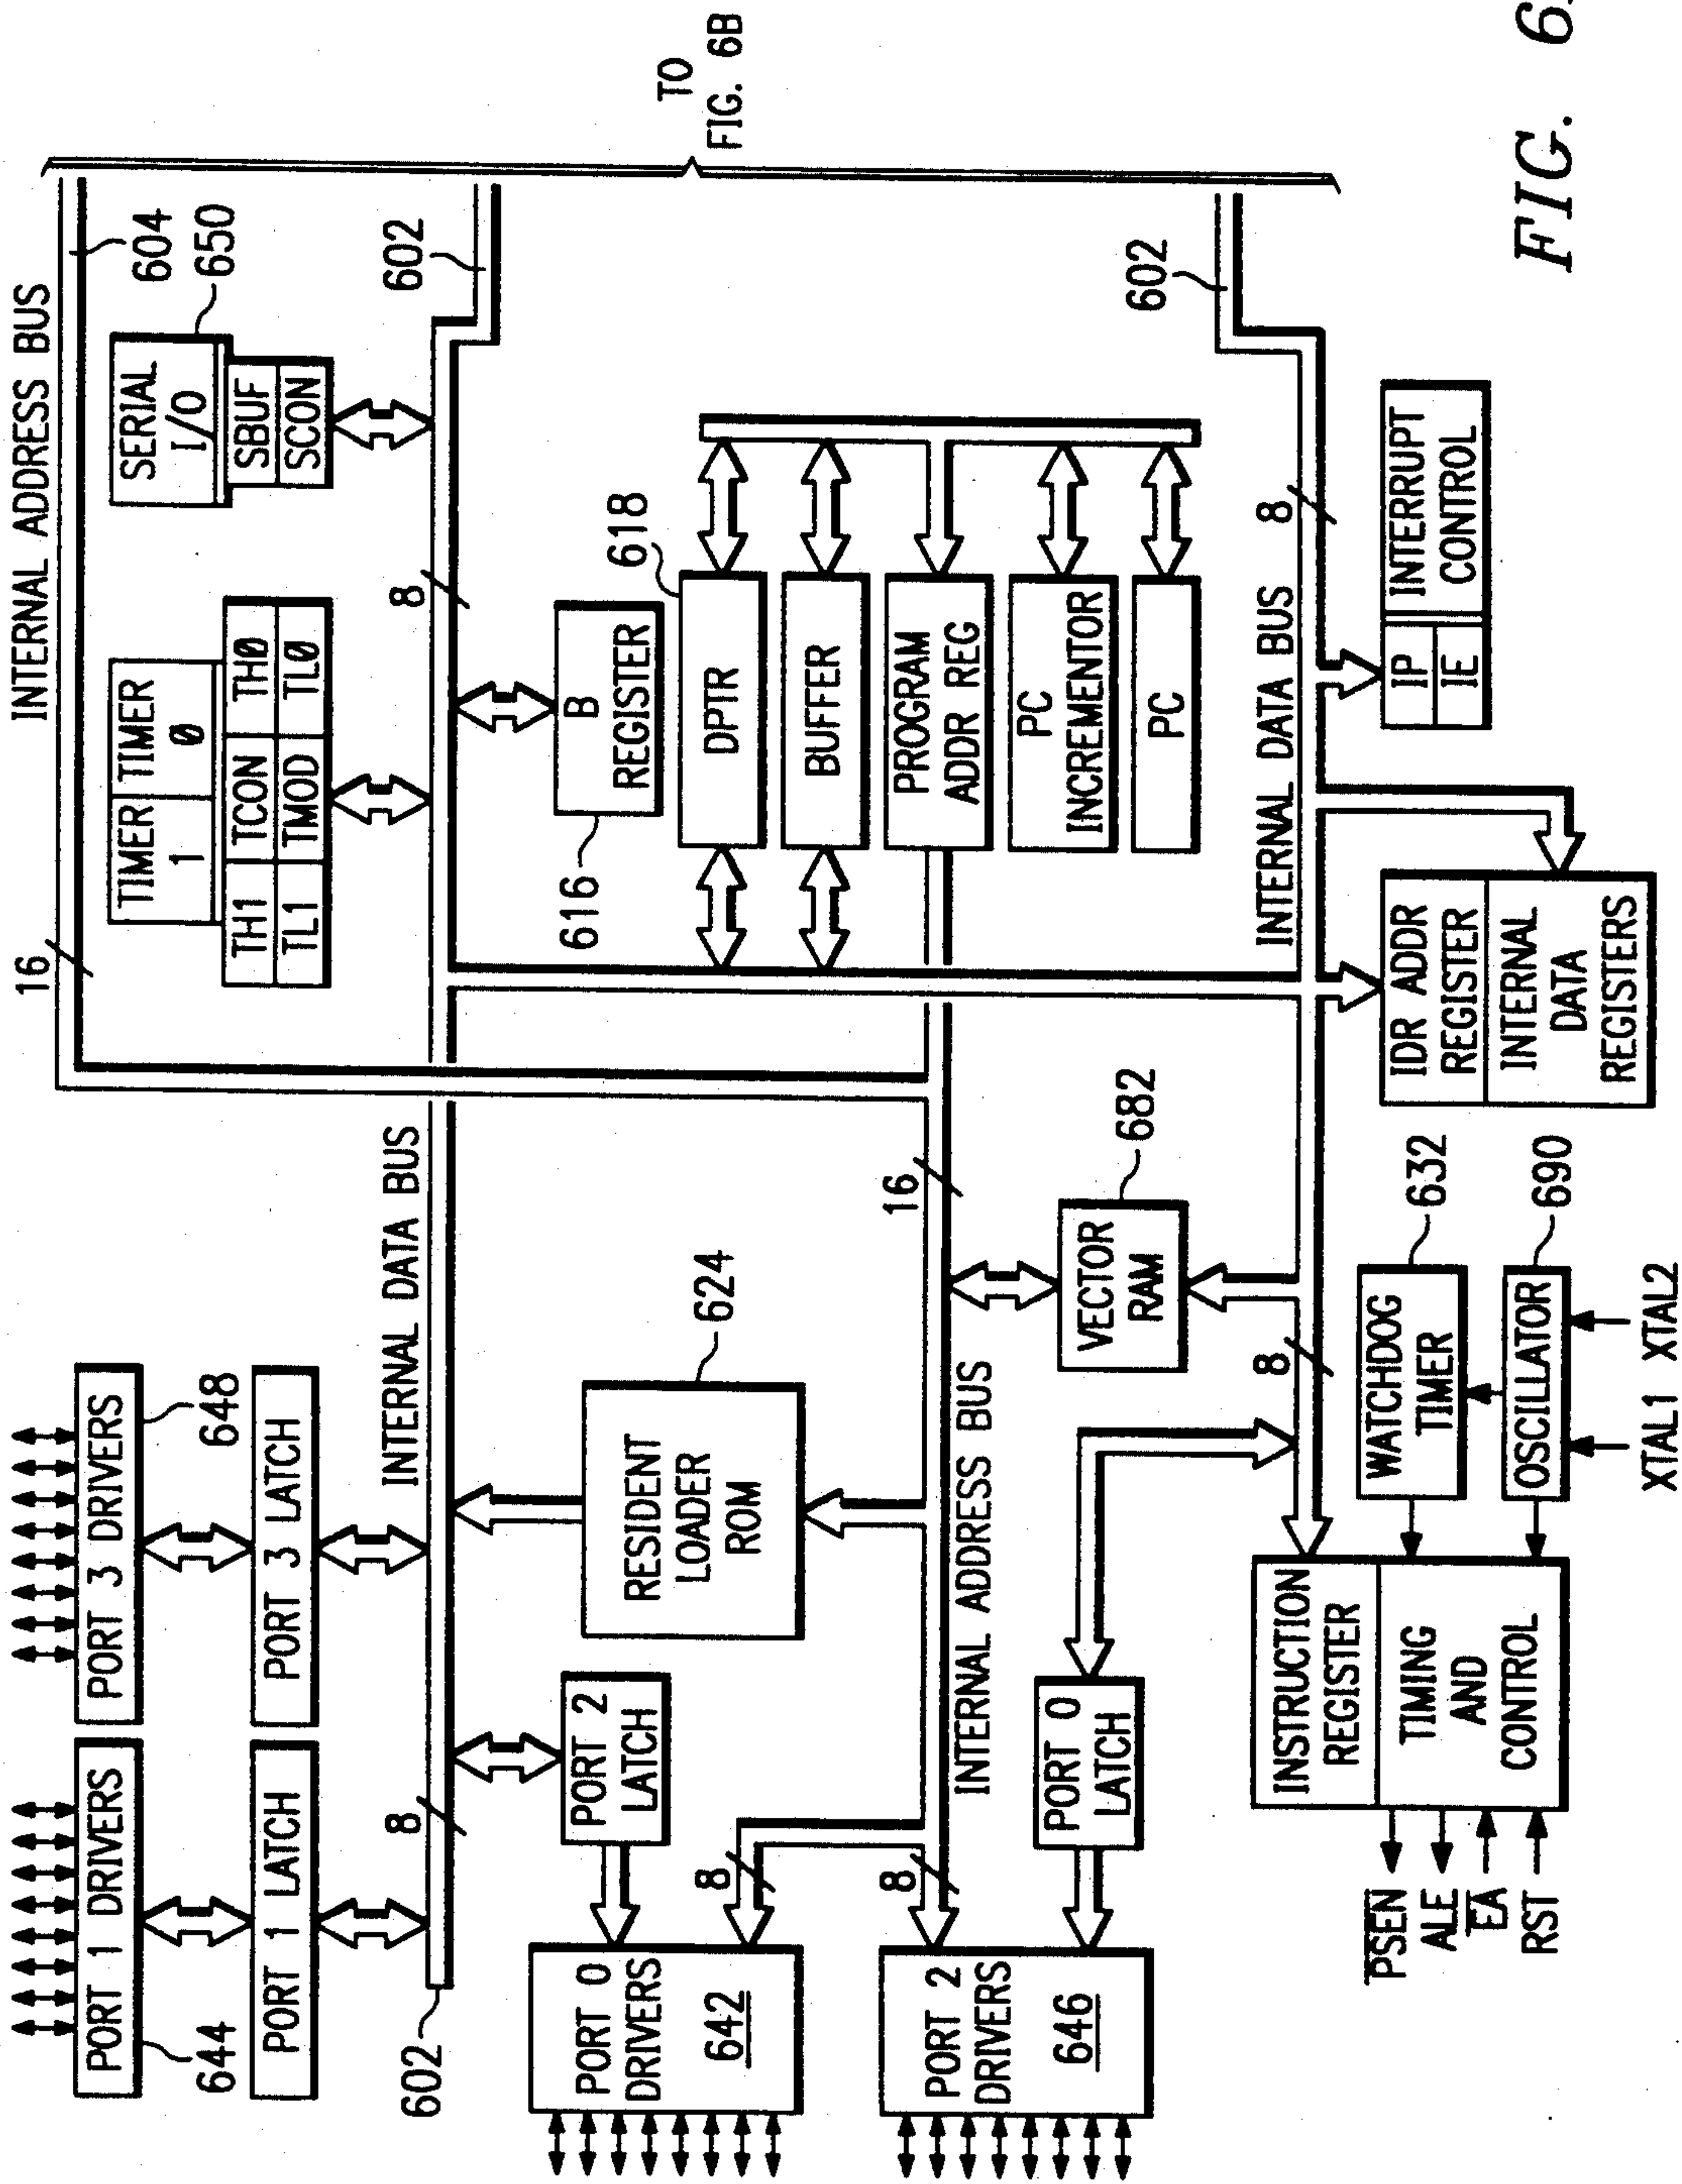 INTERNAL ADDRESS BUS
16
604
SERIAL
I/O
650
SBUF
SCON
TIMER
1
TIMER
0
TH1
TCON
TH0
TL1
TMOD
TL0
PORT 1 DRIVERS
644
PORT 3 DRIVERS
648
PORT 1 LATCH
PORT 3 LATCH
INTERNAL DATA BUS
602
8
8
602
TO
FIG. 6B
PORT 2
LATCH
RESIDENT
LOADER
ROM
624
B
REGISTER
616
618
DPTR
BUFFER
PROGRAM
ADDR REG
PC
INCREMENTOR
PC
PORT 0
DRIVERS
642
8
8
16
INTERNAL ADDRESS BUS
PORT 2
DRIVERS
646
PORT 0
LATCH
VECTOR
RAM
682
INTERNAL DATA BUS
8
8
602
INSTRUCTION
REGISTER
TIMING
AND
CONTROL
PSEN
ALE
EA
RST
WATCHDOG
TIMER
632
OSCILLATOR
690
XTAL1
XTAL2
IDR ADDR
REGISTER
INTERNAL
DATA
REGISTERS
IP
IE
INTERRUPT
CONTROL
FIG. 6